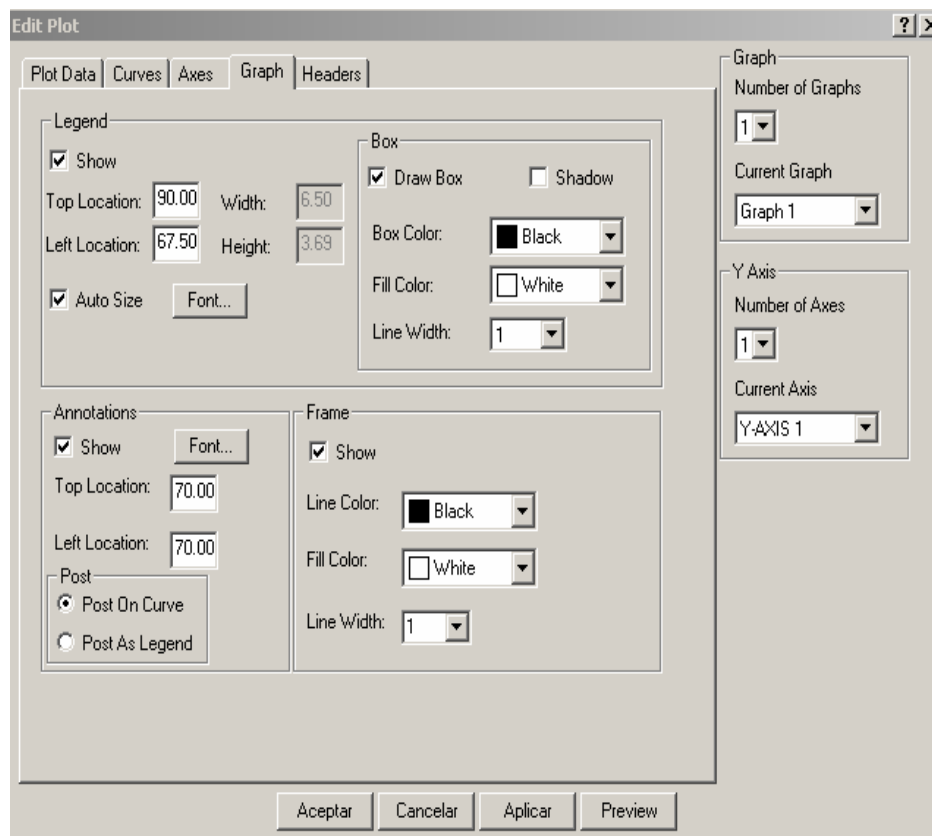 Edit Plot
Plot Data Curves Axes Graph Headers
Legend
Show
Top Location: 90.00 Width: 6.50
Left Location: 67.50 Height: 3.69
Auto Size Font...
Box
Draw Box Shadow
Box Color: Black
Fill Color: White
Line Width: 1
Annotations
Show Font...
Top Location: 70.00
Left Location: 70.00
Post
Post On Curve
Post As Legend
Frame
Show
Line Color: Black
Fill Color: White
Line Width: 1
Graph
Number of Graphs
1
Current Graph
Graph 1
Y Axis
Number of Axes
1
Current Axis
Y-AXIS 1
Aceptar Cancelar Aplicar Preview